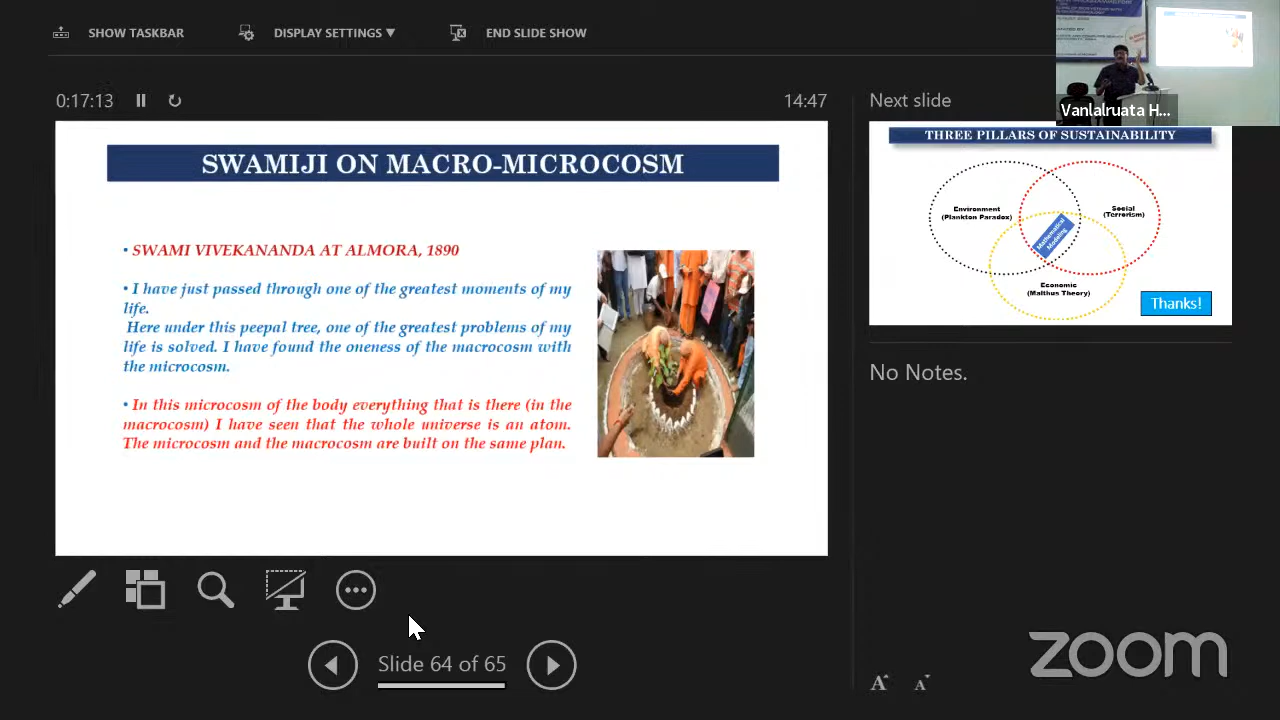 SHOW TASKBAR
DISPLAY SETTINGS ▼
END SLIDE SHOW
0:17:13
14:47
Next slide
Vanlalruata H...
SWAMIJI ON MACRO-MICROCOSM
• SWAMI VIVEKANANDA AT ALMORA, 1890
• I have just passed through one of the greatest moments of my
life.
Here under this peepal tree, one of the greatest problems of my
life is solved. I have found the oneness of the macrocosm with
the microcosm.
• In this microcosm of the body everything that is there (in the
macrocosm) I have seen that the whole universe is an atom.
The microcosm and the macrocosm are built on the same plan.
THREE PILLARS OF SUSTAINABILITY
Environment
(Plankton Paradox)
Social
(Terrorism)
Mathematical
Modeling
Economic
(Malthus Theory)
Thanks!
No Notes.
Slide 64 of 65
A A
zoom